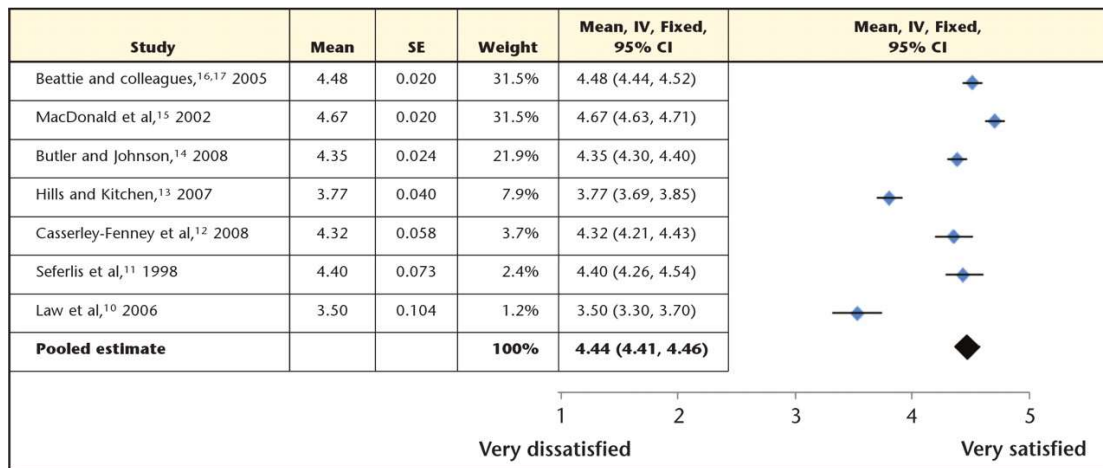 Study Mean SE Weight Mean, IV, Fixed, 95% CI Mean, IV, Fixed, 95% CI
Beattie and colleagues,16,17 2005 4.48 0.020 31.5% 4.48 (4.44, 4.52)
MacDonald et al,15 2002 4.67 0.020 31.5% 4.67 (4.63, 4.71)
Butler and Johnson,14 2008 4.35 0.024 21.9% 4.35 (4.30, 4.40)
Hills and Kitchen,13 2007 3.77 0.040 7.9% 3.77 (3.69, 3.85)
Casserley-Fenney et al,12 2008 4.32 0.058 3.7% 4.32 (4.21, 4.43)
Seferlis et al,11 1998 4.40 0.073 2.4% 4.40 (4.26, 4.54)
Law et al,10 2006 3.50 0.104 1.2% 3.50 (3.30, 3.70)
Pooled estimate 100% 4.44 (4.41, 4.46)
1 2 3 4 5
Very dissatisfied Very satisfied